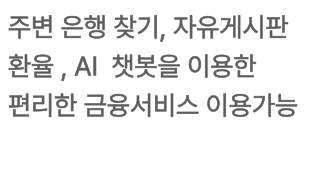 주변 은행 찾기, 자유게시판
환율 , AI  챗봇을 이용한
편리한 금융서비스 이용가능